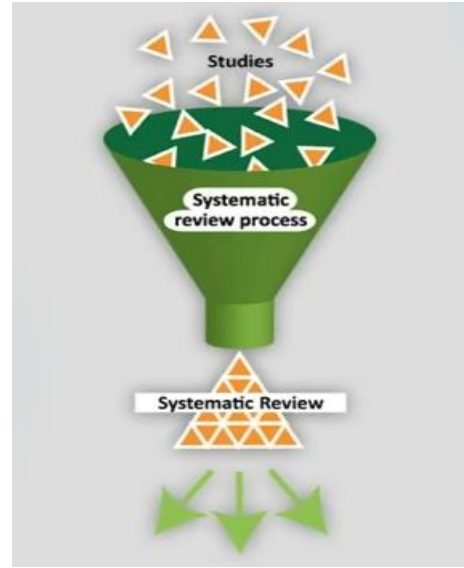 Studies
Systematic
review process
Systematic Review